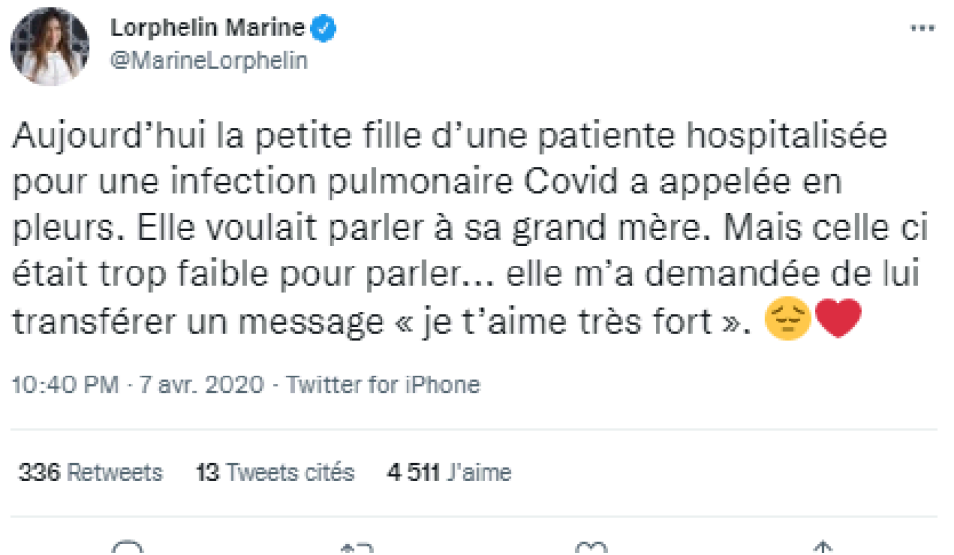 Lorphelin Marine
@MarineLorphelin
Aujourd’hui la petite fille d’une patiente hospitalisée
pour une infection pulmonaire Covid a appelée en
pleurs. Elle voulait parler à sa grand mère. Mais celle ci
était trop faible pour parler... elle m’a demandée de lui
transférer un message « je t’aime très fort ». 😔❤️
10:40 PM · 7 avr. 2020 · Twitter for iPhone
336 Retweets 13 Tweets cités 4 511 J'aime